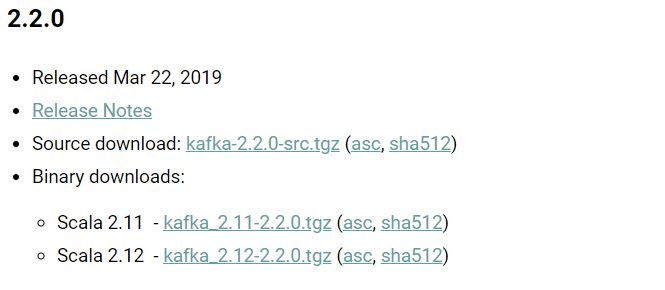 2.2.0
• Released Mar 22, 2019
• Release Notes
• Source download: kafka-2.2.0-src.tgz (asc, sha512)
• Binary downloads:
◦ Scala 2.11  - kafka_2.11-2.2.0.tgz (asc, sha512)
◦ Scala 2.12  - kafka_2.12-2.2.0.tgz (asc, sha512)